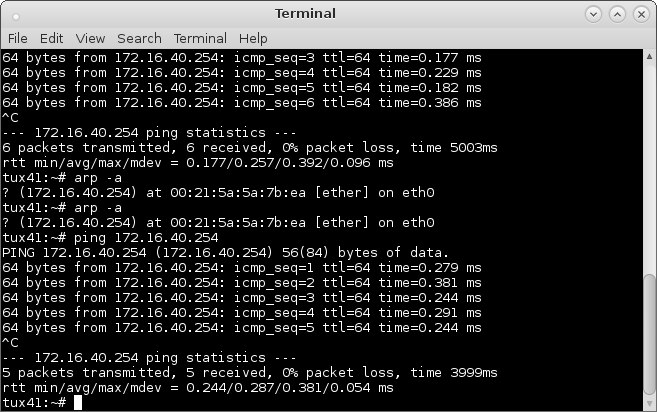 Terminal
File Edit View Search Terminal Help
64 bytes from 172.16.40.254: icmp_seq=3 ttl=64 time=0.177 ms
64 bytes from 172.16.40.254: icmp_seq=4 ttl=64 time=0.229 ms
64 bytes from 172.16.40.254: icmp_seq=5 ttl=64 time=0.182 ms
64 bytes from 172.16.40.254: icmp_seq=6 ttl=64 time=0.386 ms
^C
--- 172.16.40.254 ping statistics ---
6 packets transmitted, 6 received, 0% packet loss, time 5003ms
rtt min/avg/max/mdev = 0.177/0.257/0.392/0.096 ms
tux41:~# arp -a
? (172.16.40.254) at 00:21:5a:5a:7b:ea [ether] on eth0
tux41:~# arp -a
? (172.16.40.254) at 00:21:5a:5a:7b:ea [ether] on eth0
tux41:~# ping 172.16.40.254
PING 172.16.40.254 (172.16.40.254) 56(84) bytes of data.
64 bytes from 172.16.40.254: icmp_seq=1 ttl=64 time=0.279 ms
64 bytes from 172.16.40.254: icmp_seq=2 ttl=64 time=0.381 ms
64 bytes from 172.16.40.254: icmp_seq=3 ttl=64 time=0.244 ms
64 bytes from 172.16.40.254: icmp_seq=4 ttl=64 time=0.291 ms
64 bytes from 172.16.40.254: icmp_seq=5 ttl=64 time=0.244 ms
^C
--- 172.16.40.254 ping statistics ---
5 packets transmitted, 5 received, 0% packet loss, time 3999ms
rtt min/avg/max/mdev = 0.244/0.287/0.381/0.054 ms
tux41:~#